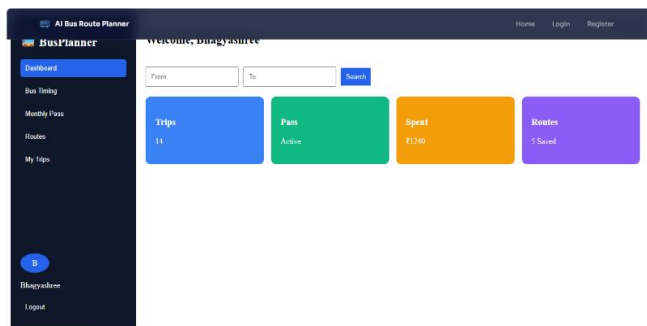 AI Bus Route Planner
Home Login Register
BusPlanner
Welcome, Bhagyashree
Dashboard
From To Search
Bus Timing
Monthly Pass
Routes
My Trips
Trips
14
Pass
Active
Spent
₹1240
Routes
5 Saved
B
Bhagyashree
Logout